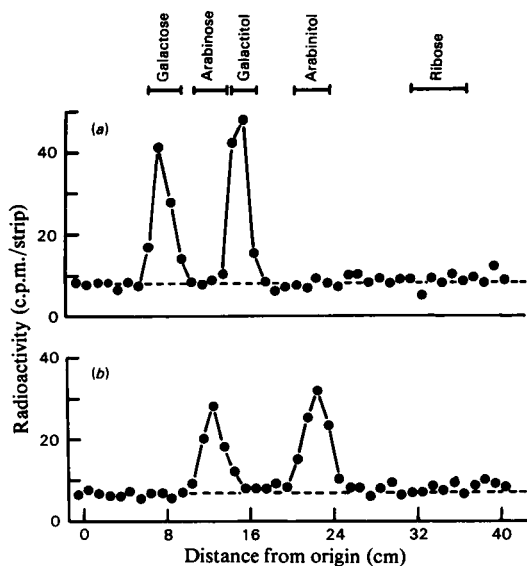 Galactose
Arabinose
Galactitol
Arabinitol
Ribose
(a)
40
20
0
(b)
40
20
0
Radioactivity (c.p.m./strip)
0 8 16 24 32 40
Distance from origin (cm)